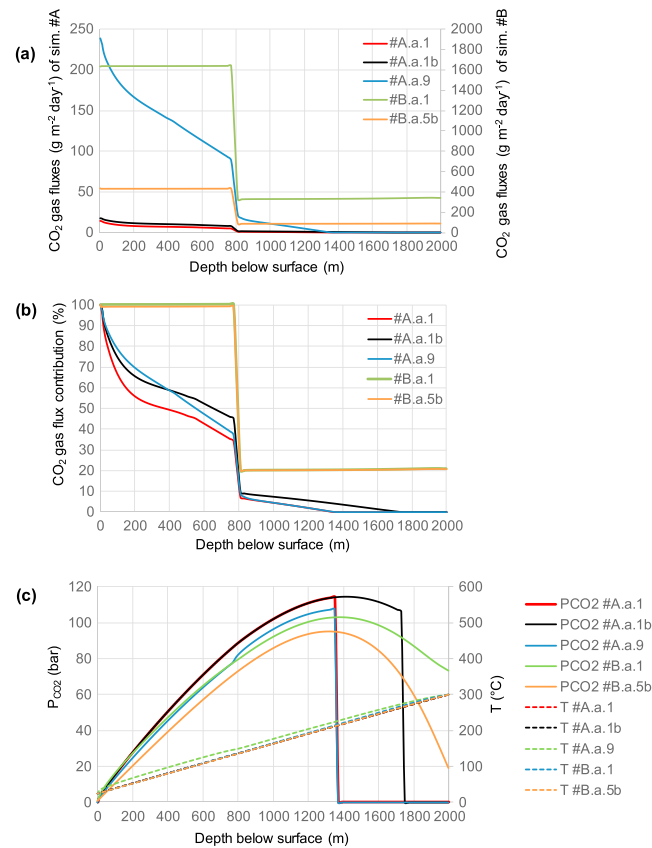 (a)
CO2 gas fluxes (g m-2 day-1) of sim. #A
250
200
150
100
50
0
2000
1800
1600
1400
1200
1000
800
600
400
200
0
CO2 gas fluxes (g m-2 day-1) of sim. #B
#A.a.1
#A.a.1b
#A.a.9
#B.a.1
#B.a.5b
0 200 400 600 800 1000 1200 1400 1600 1800 2000
Depth below surface (m)
(b)
CO2 gas flux contribution (%)
100
90
80
70
60
50
40
30
20
10
0
#A.a.1
#A.a.1b
#A.a.9
#B.a.1
#B.a.5b
0 200 400 600 800 1000 1200 1400 1600 1800 2000
Depth below surface (m)
(c)
PCO2 (bar)
120
100
80
60
40
20
0
600
500
400
300
200
100
0
T (°C)
0 200 400 600 800 1000 1200 1400 1600 1800 2000
Depth below surface (m)
PCO2 #A.a.1
PCO2 #A.a.1b
PCO2 #A.a.9
PCO2 #B.a.1
PCO2 #B.a.5b
T #A.a.1
T #A.a.1b
T #A.a.9
T #B.a.1
T #B.a.5b